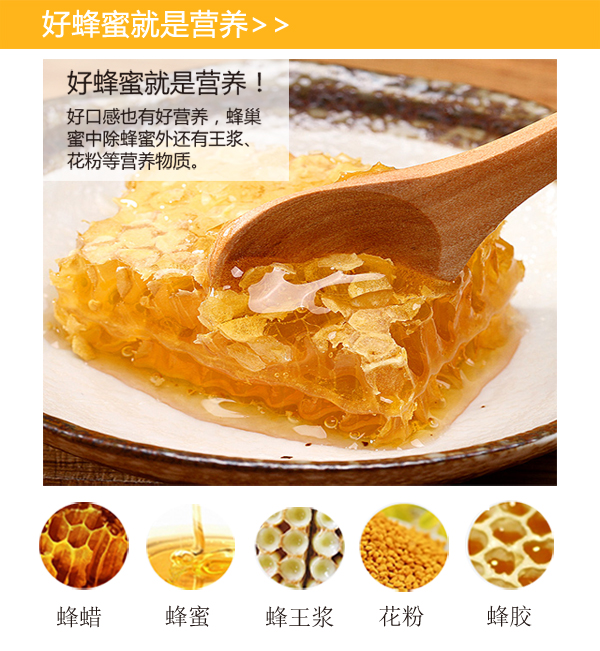 好蜂蜜就是营养>>
好蜂蜜就是营养！
好口感也有好营养，蜂巢
蜜中除蜂蜜外还有王浆、
花粉等营养物质。
蜂蜡
蜂蜜
蜂王浆
花粉
蜂胶